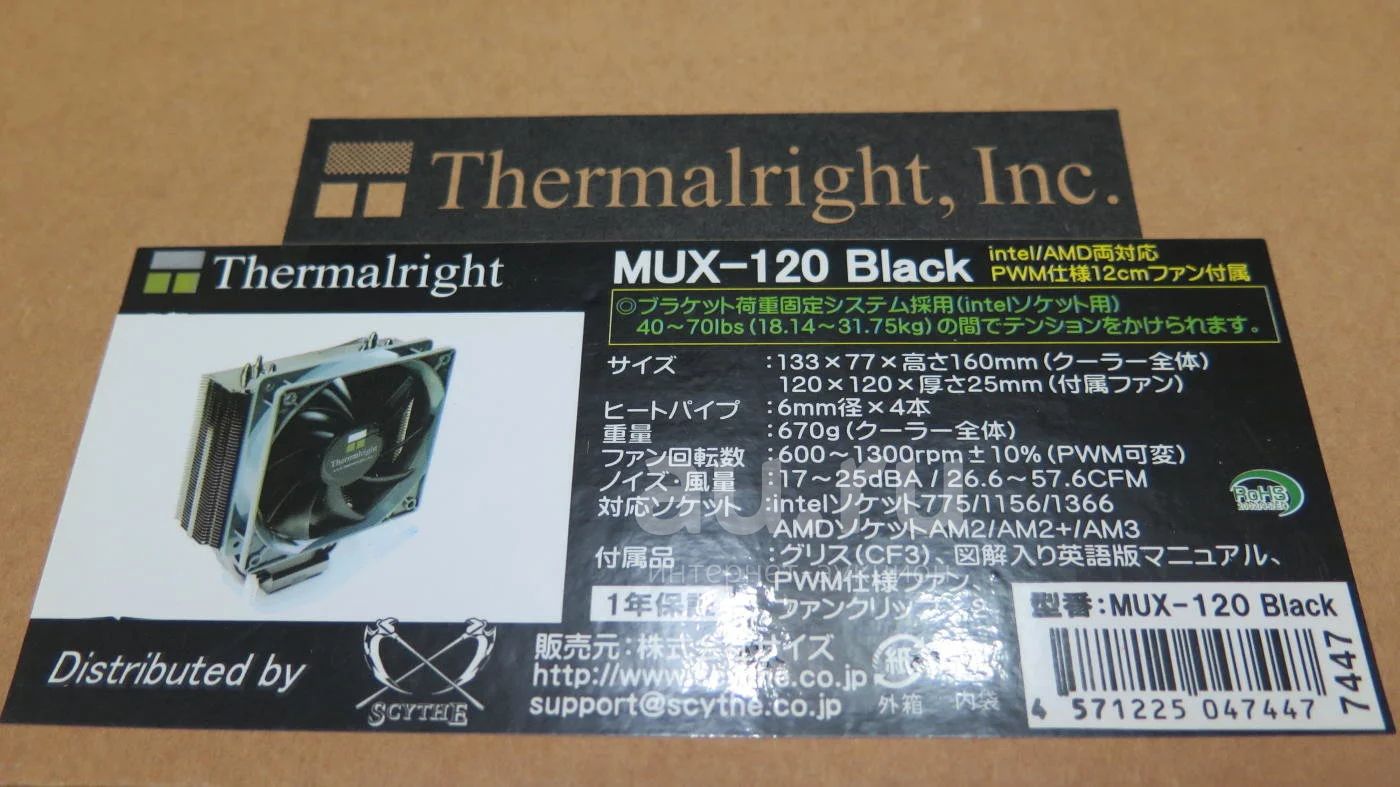 Thermalright, Inc.
Thermalright
MUX-120 Black
intel/AMD両対応
PWM仕様12cmファン付属
◎ブラケット荷重固定システム採用(intelソケット用)
40～70lbs(18.14～31.75kg)の間でテンションをかけられます。
サイズ :133×77×高さ160mm(クーラー全体)
120×120×厚さ25mm(付属ファン)
ヒートパイプ :6mm径×4本
重量 :670g(クーラー全体)
ファン回転数 :600～1300rpm±10%(PWM可変)
ノイズ・風量 :17～25dBA / 26.6～57.6CFM
対応ソケット :intelソケット775/1156/1366
AMDソケットAM2/AM2+/AM3
付属品 :グリス(CF3)、図解入り英語版マニュアル、
PWM仕様ファン、
ファンクリップ
1年保証
Thermalright
RoHS
au.ru
型番:MUX-120 Black
4 571225 047447
7447
Distributed by
SCYTHE
販売元:株式会社サイズ
http://www.scythe.co.jp
support@scythe.co.jp
紙
外箱 内袋